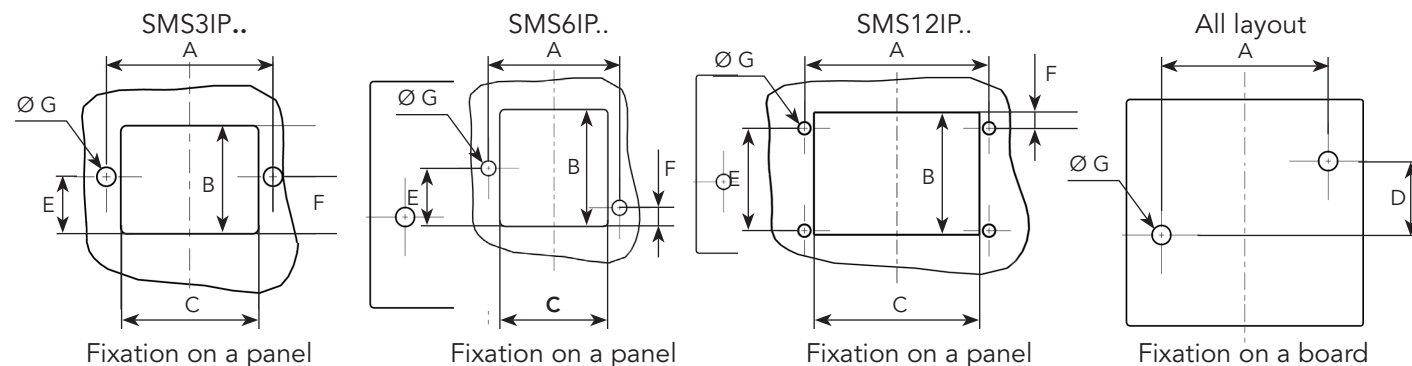 SMS3IP..
A
Ø G
B
E
F
C
Fixation on a panel
SMS6IP..
A
Ø G
B
F
E
C
Fixation on a panel
SMS12IP..
A
F
Ø G
E
B
C
Fixation on a panel
All layout
A
Ø G
D
Fixation on a board